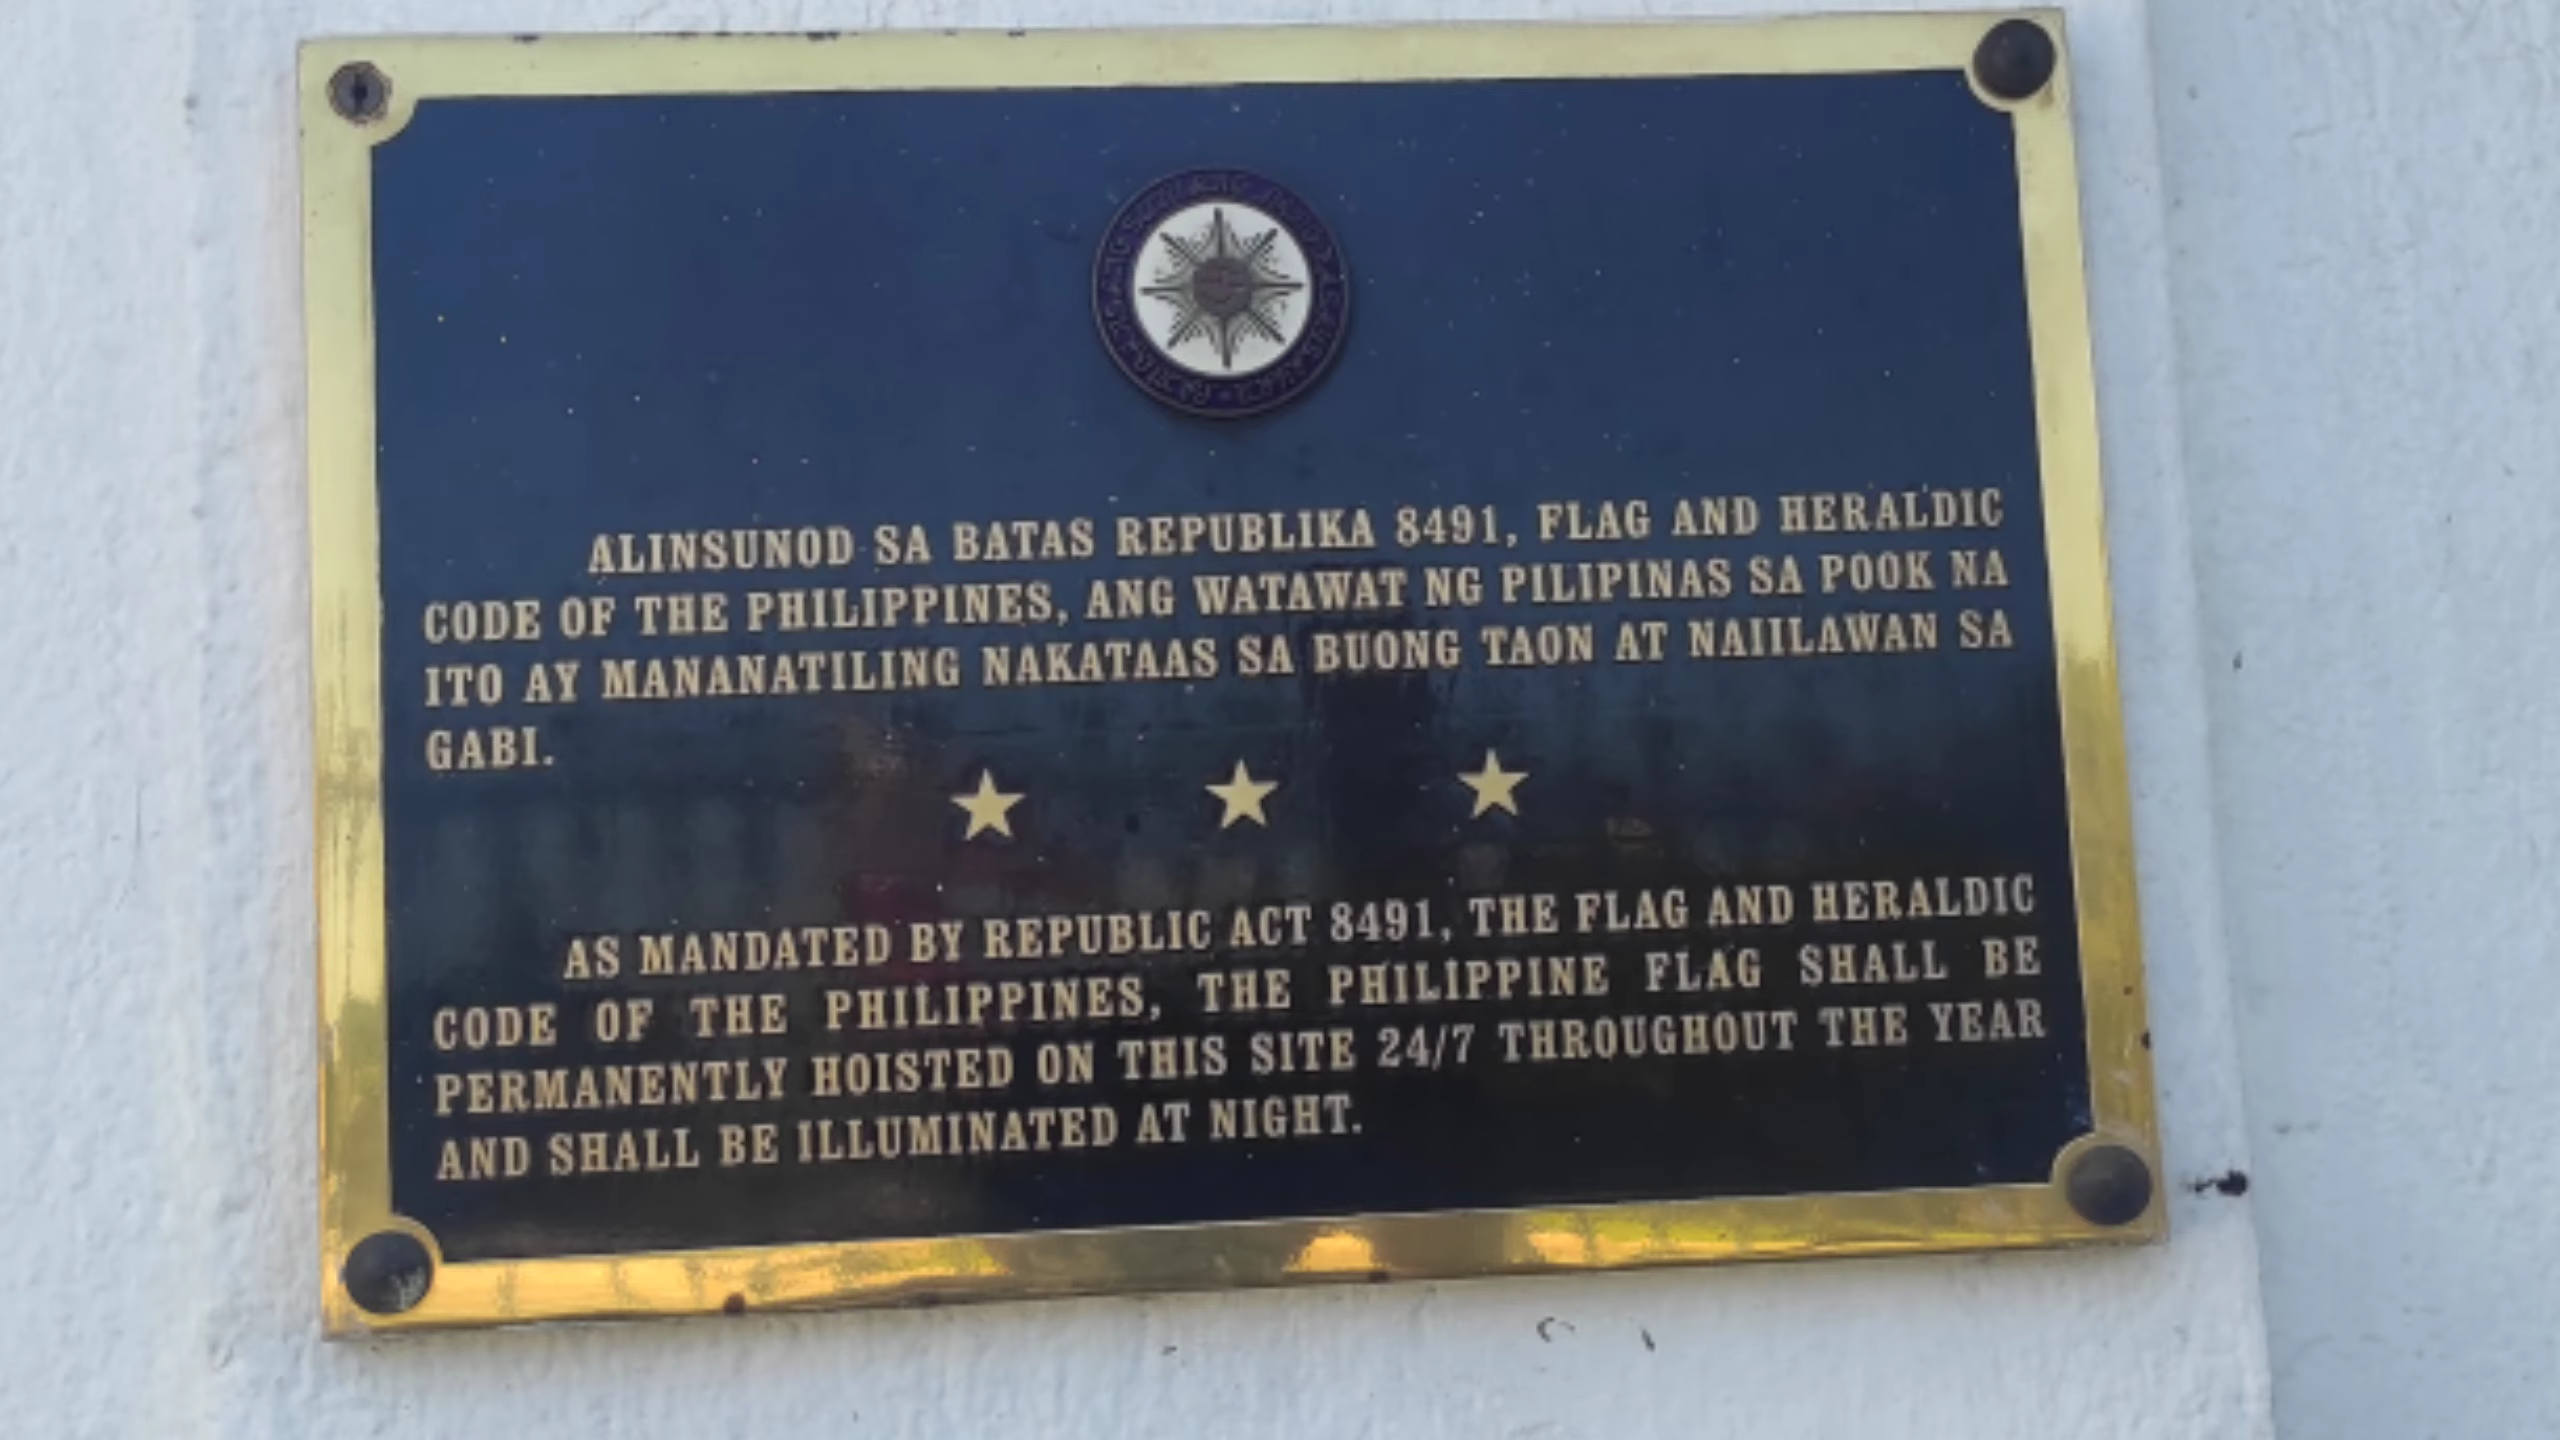 ALINSUNOD SA BATAS REPUBLIKA 8491, FLAG AND HERALDIC
CODE OF THE PHILIPPINES, ANG WATAWAT NG PILIPINAS SA POOK NA
ITO AY MANANATILING NAKATAAS SA BUONG TAON AT NAIILAWAN SA
GABI.
AS MANDATED BY REPUBLIC ACT 8491, THE FLAG AND HERALDIC
CODE OF THE PHILIPPINES, THE PHILIPPINE FLAG SHALL BE
PERMANENTLY HOISTED ON THIS SITE 24/7 THROUGHOUT THE YEAR
AND SHALL BE ILLUMINATED AT NIGHT.